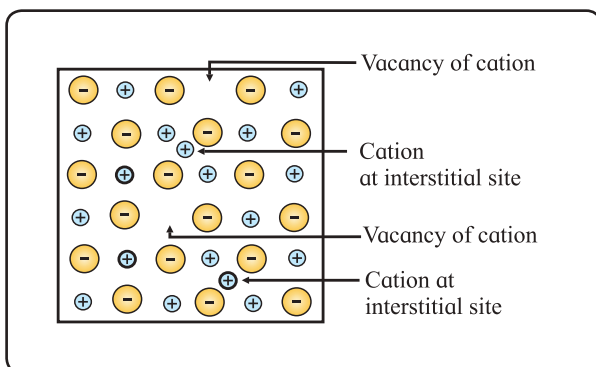 Vacancy of cation
Cation
at interstitial site
Vacancy of cation
Cation at
interstitial site